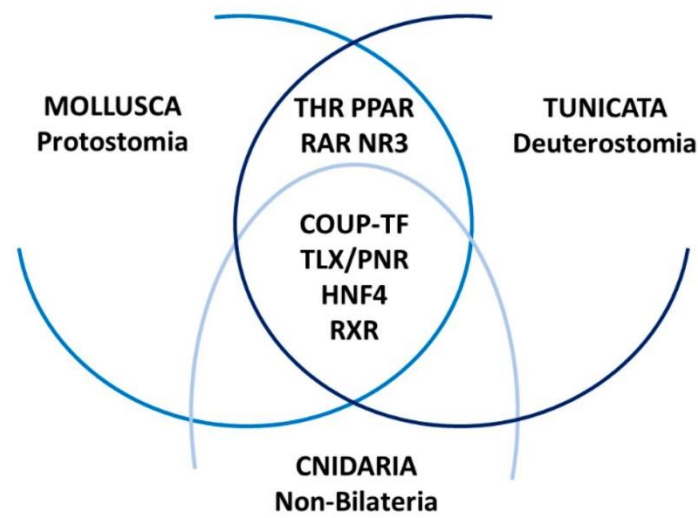 MOLLUSCA
Protostomia
THR PPAR
RAR NR3
TUNICATA
Deuterostomia
COUP-TF
TLX/PNR
HNF4
RXR
CNIDARIA
Non-Bilateria